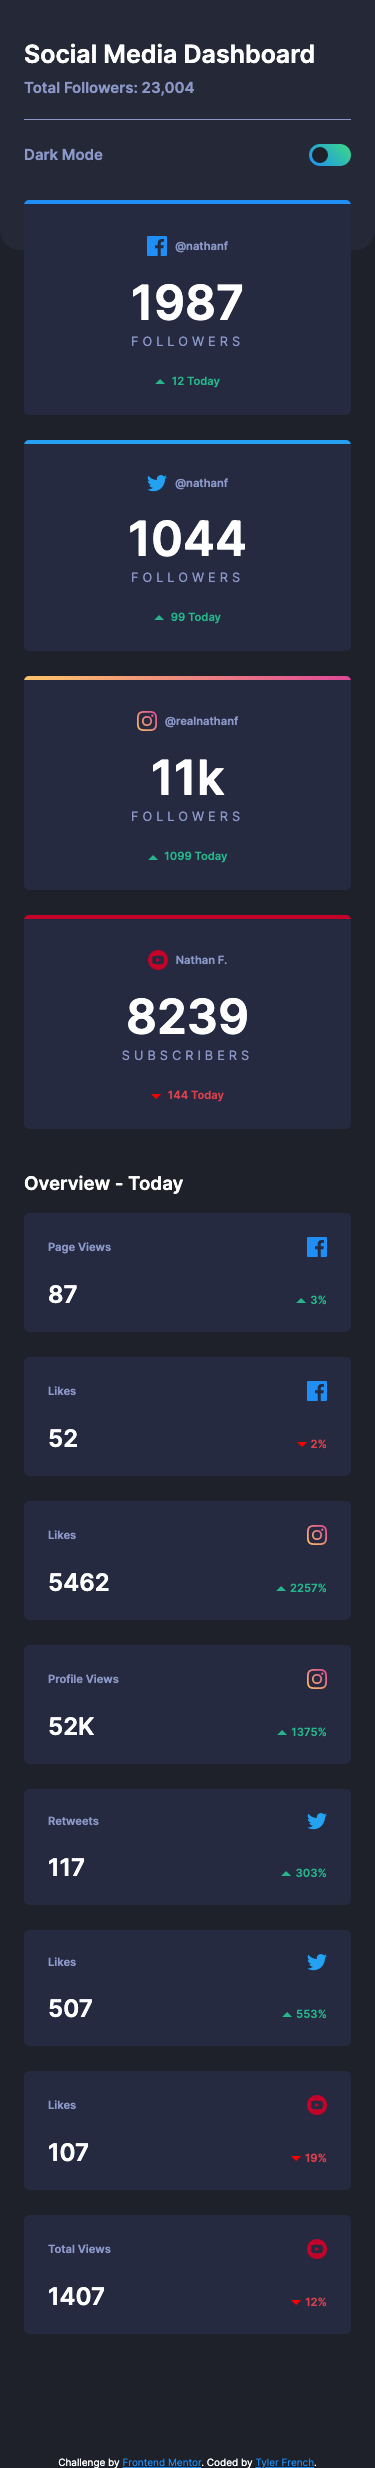 Social Media Dashboard
Total Followers: 23,004
Dark Mode
@nathanf
1987
FOLLOWERS
12 Today
@nathanf
1044
FOLLOWERS
99 Today
@realnathanf
11k
FOLLOWERS
1099 Today
Nathan F.
8239
SUBSCRIBERS
144 Today
Overview - Today
Page Views
87
3%
Likes
52
2%
Likes
5462
2257%
Profile Views
52K
1375%
Retweets
117
303%
Likes
507
553%
Likes
107
19%
Total Views
1407
12%
Challenge by Frontend Mentor. Coded by Tyler French.